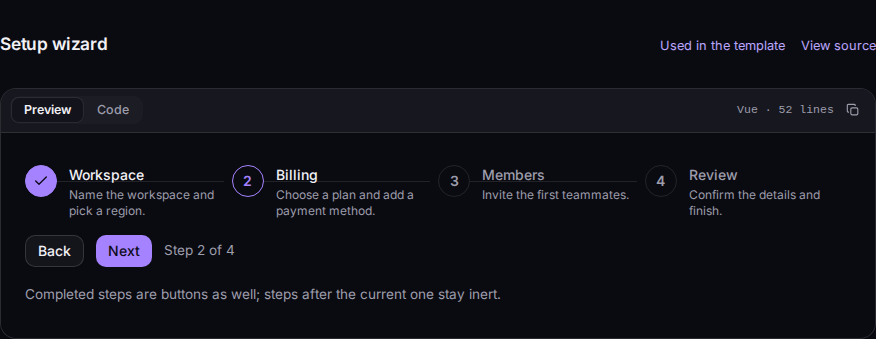 Setup wizard
Used in the template View source
Preview Code
Vue · 52 lines
Workspace
Name the workspace and
pick a region.
2
Billing
Choose a plan and add a
payment method.
3
Members
Invite the first teammates.
4
Review
Confirm the details and
finish.
Back Next Step 2 of 4
Completed steps are buttons as well; steps after the current one stay inert.